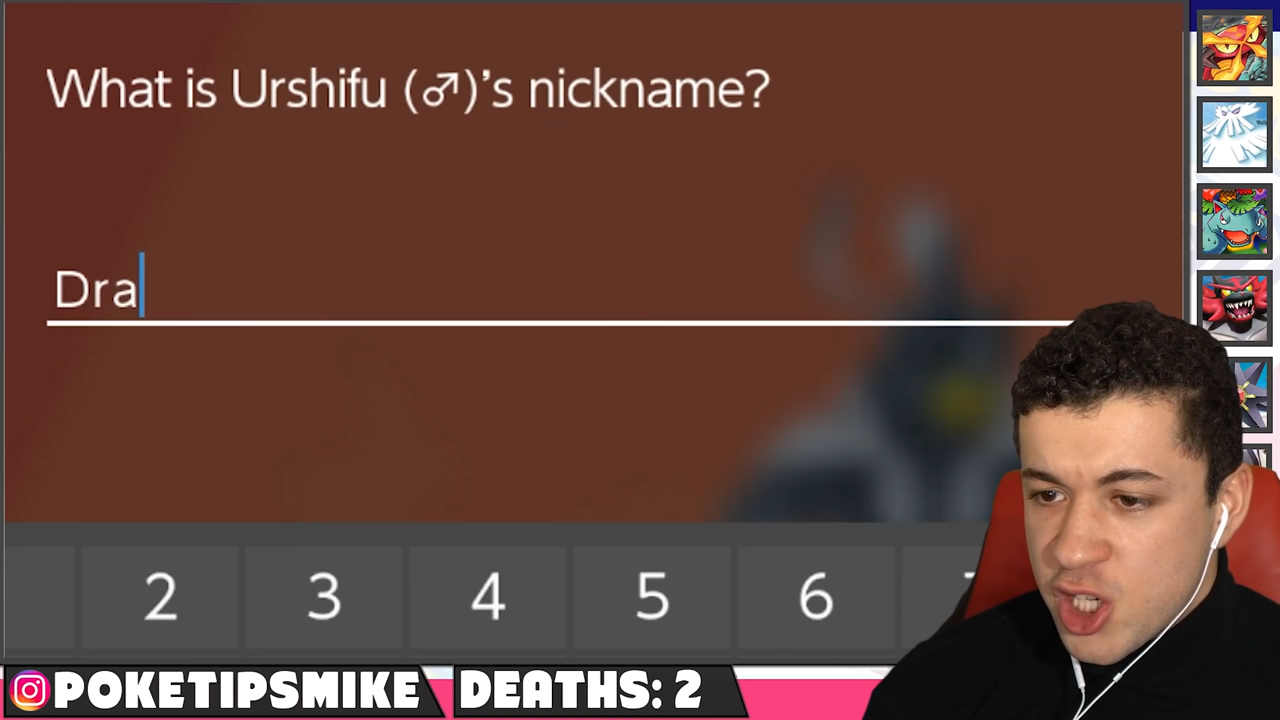 What is Urshifu (♂)'s nickname?
Dra
2 3 4 5 6
POKETIPSMIKE DEATHS: 2